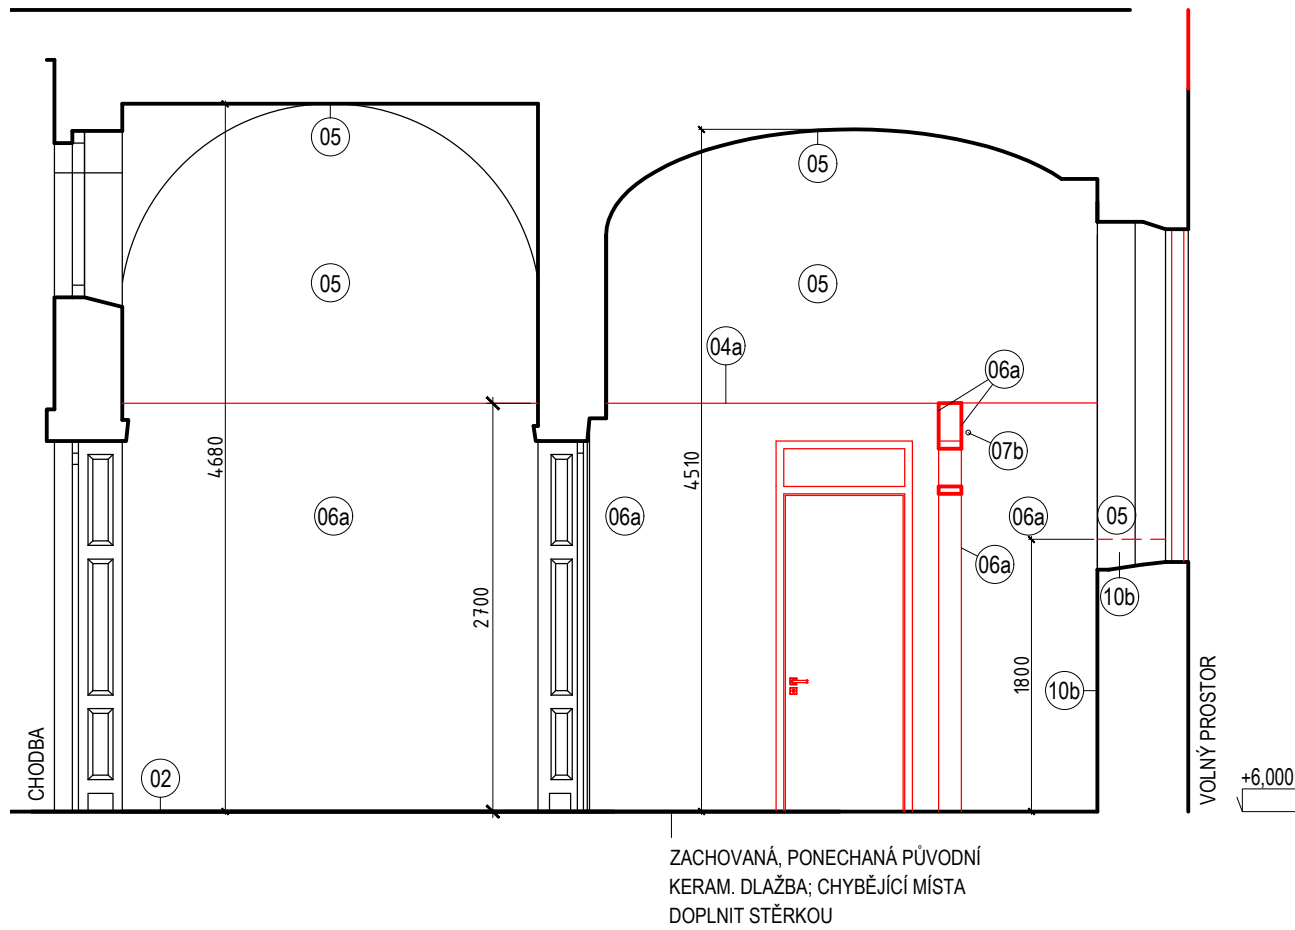 05
05
05
05
04a
06a
07b
4680
4510
06a
06a
06a
05
06a
10b
2700
1800
10b
CHODBA
02
VOLNÝ PROSTOR
+6,000
ZACHOVANÁ, PONECHANÁ PŮVODNÍ
KERAM. DLAŽBA; CHYBĚJÍCÍ MÍSTA
DOPLNIT STĚRKOU